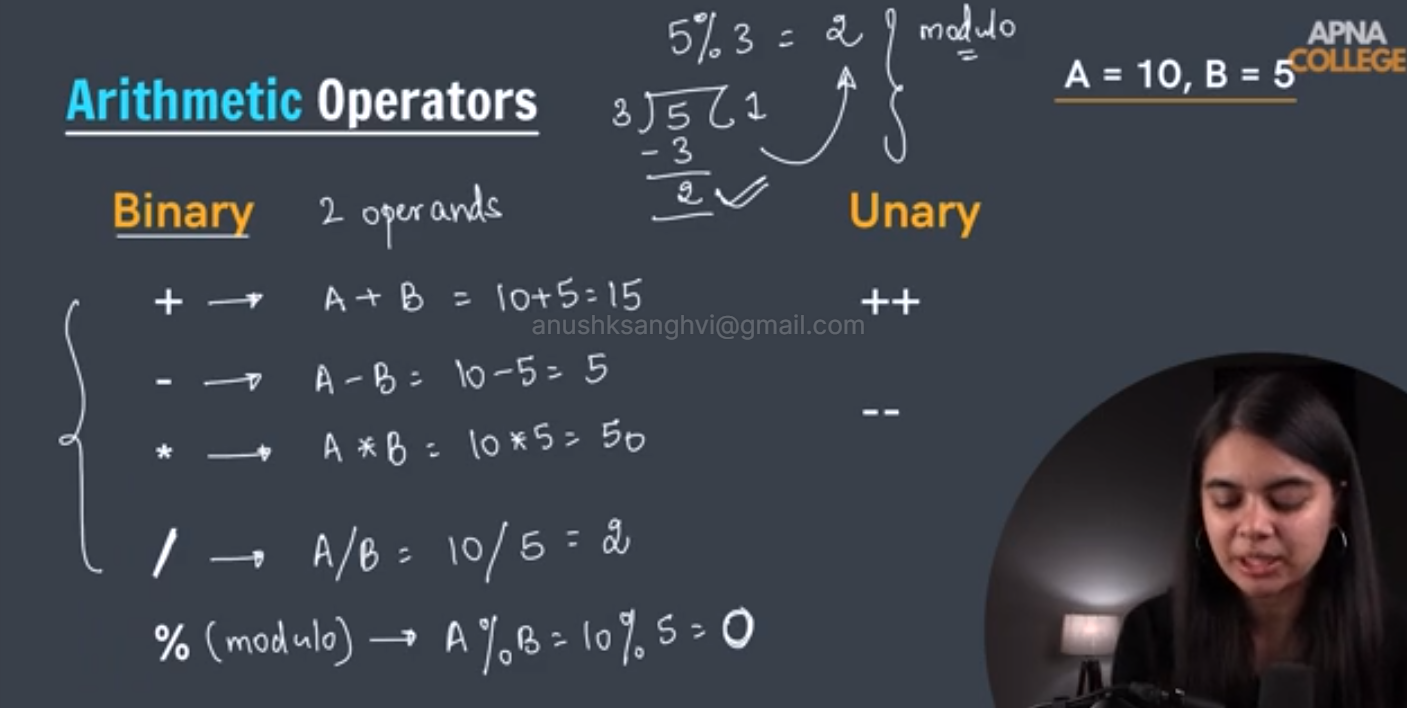 5% 3 = 2 } modulo
APNA
COLLEGE
A = 10, B = 5
Arithmetic Operators
3) 5 ( 1
- 3
2
Binary 2 operands
Unary
+ → A + B = 10+5=15
++
anushksanghvi@gmail.com
- → A - B = 10-5= 5
--
* → A * B = 10 * 5 = 50
/ → A/B = 10/5 = 2
% (modulo) → A % B = 10% 5 = 0